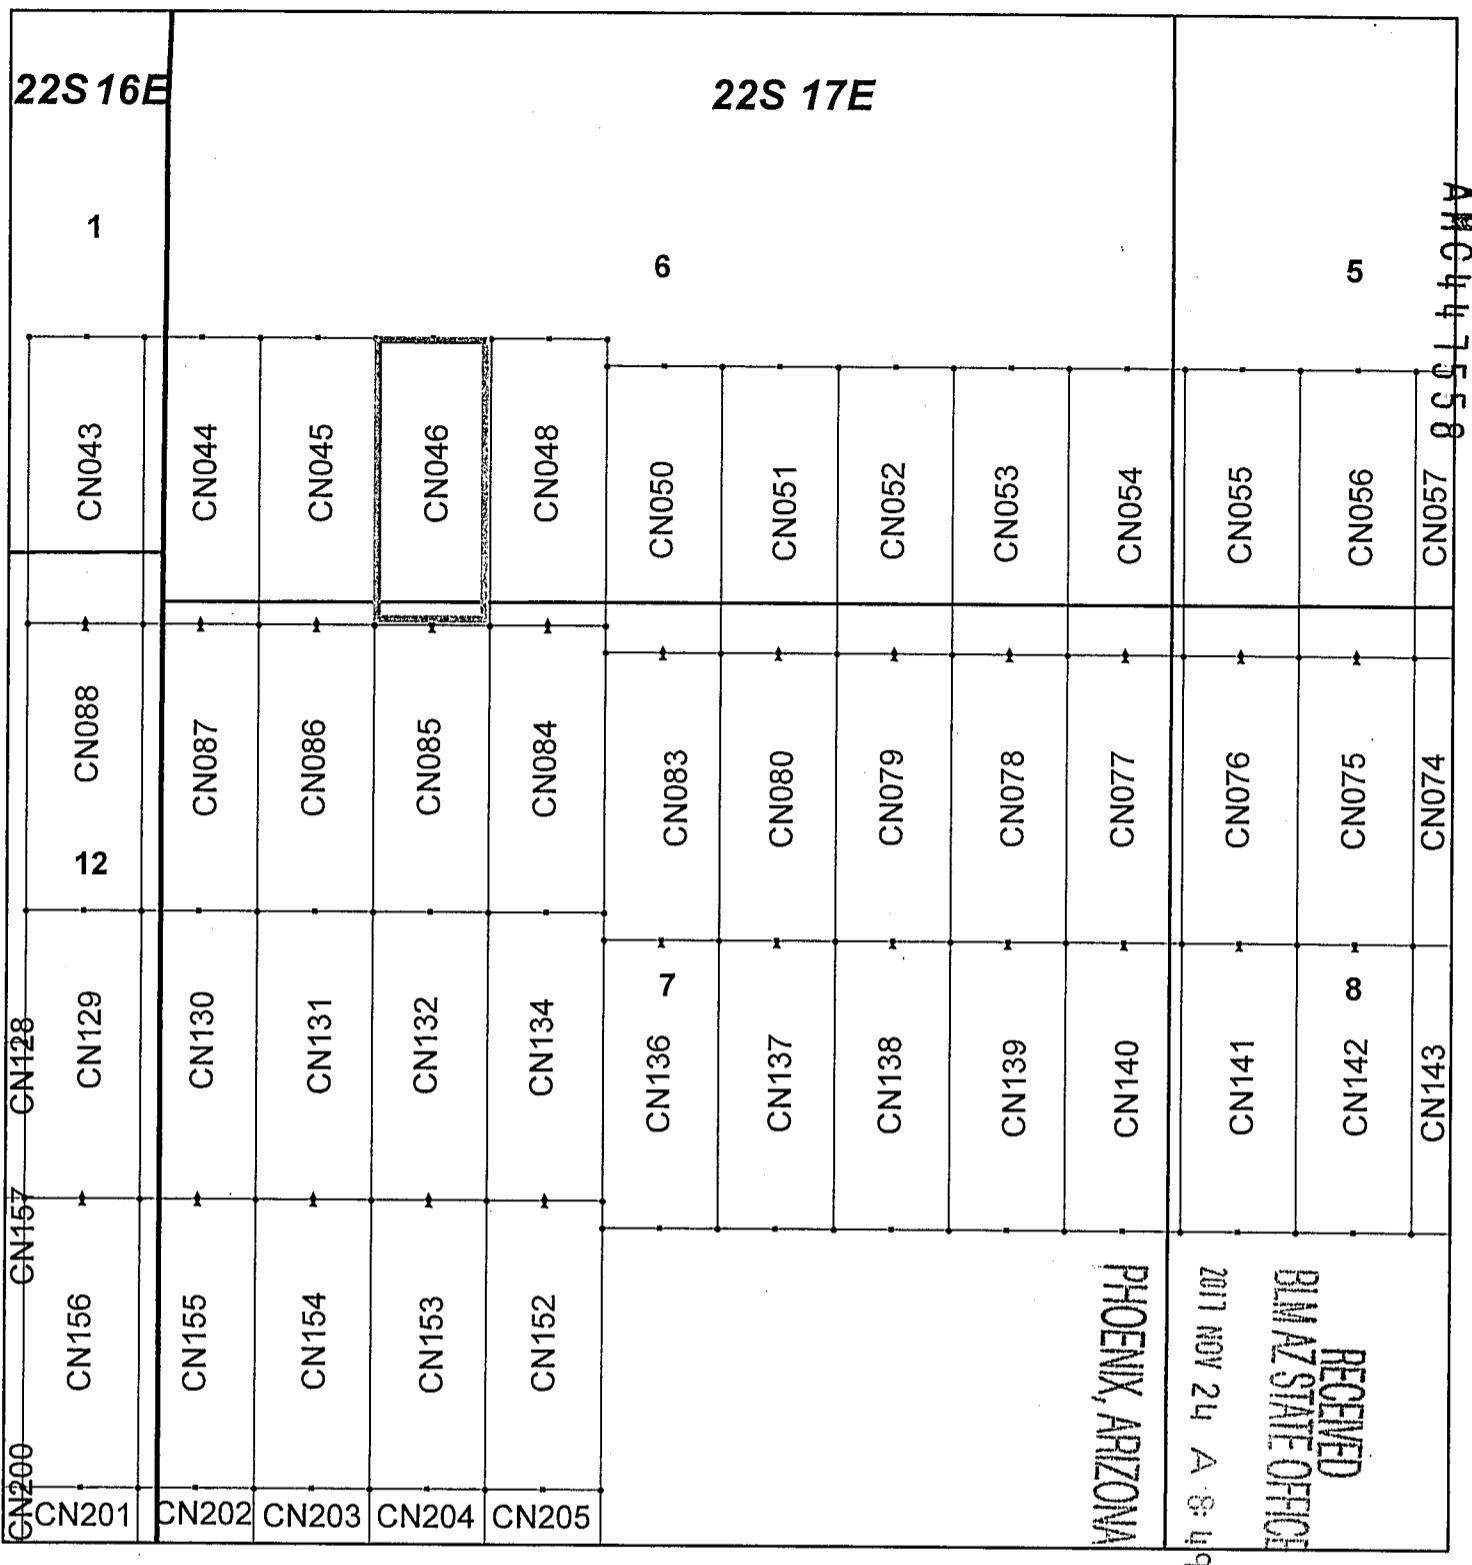 22S 16E
22S 17E
1
6
5
AMC447558
CN043
CN044
CN045
CN046
CN048
CN050
CN051
CN052
CN053
CN054
CN055
CN056
CN057
CN088
CN087
CN086
CN085
CN084
CN083
CN080
CN079
CN078
CN077
CN076
CN075
CN074
12
7
8
CN128
CN129
CN130
CN131
CN132
CN134
CN136
CN137
CN138
CN139
CN140
CN141
CN142
CN143
CN157
CN156
CN155
CN154
CN153
CN152
CN200
CN201
CN202
CN203
CN204
CN205
RECEIVED
BLM AZ STATE OFFICE
2017 NOV 24 A 8:49
PHOENIX, ARIZONA